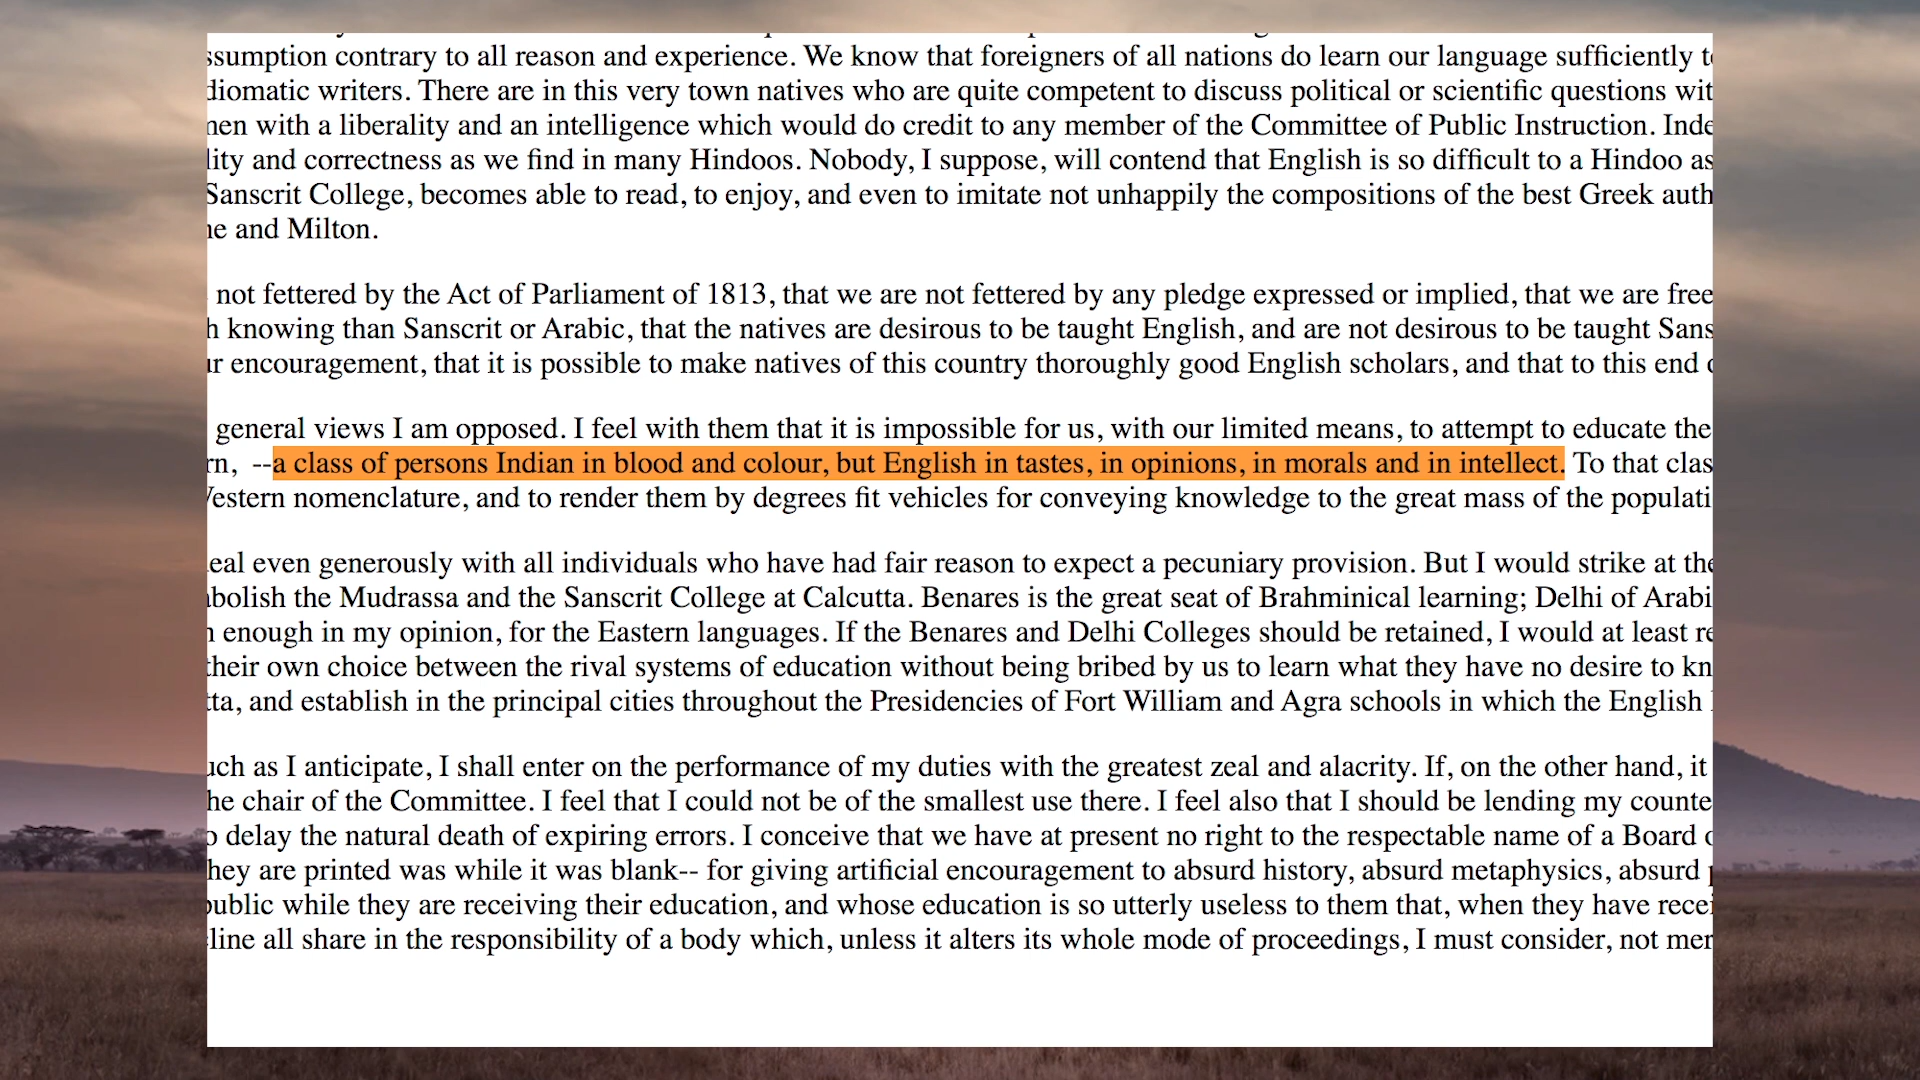 ssumption contrary to all reason and experience. We know that foreigners of all nations do learn our language sufficiently t
diomatic writers. There are in this very town natives who are quite competent to discuss political or scientific questions wit
men with a liberality and an intelligence which would do credit to any member of the Committee of Public Instruction. Inde
lity and correctness as we find in many Hindoos. Nobody, I suppose, will contend that English is so difficult to a Hindoo as
Sanscrit College, becomes able to read, to enjoy, and even to imitate not unhappily the compositions of the best Greek auth
ne and Milton.
not fettered by the Act of Parliament of 1813, that we are not fettered by any pledge expressed or implied, that we are free
h knowing than Sanscrit or Arabic, that the natives are desirous to be taught English, and are not desirous to be taught Sans
ur encouragement, that it is possible to make natives of this country thoroughly good English scholars, and that to this end
general views I am opposed. I feel with them that it is impossible for us, with our limited means, to attempt to educate the
rn, --a class of persons Indian in blood and colour, but English in tastes, in opinions, in morals and in intellect. To that clas
Western nomenclature, and to render them by degrees fit vehicles for conveying knowledge to the great mass of the populati
eal even generously with all individuals who have had fair reason to expect a pecuniary provision. But I would strike at the
abolish the Mudrassa and the Sanscrit College at Calcutta. Benares is the great seat of Brahminical learning; Delhi of Arabi
n enough in my opinion, for the Eastern languages. If the Benares and Delhi Colleges should be retained, I would at least re
their own choice between the rival systems of education without being bribed by us to learn what they have no desire to kn
tta, and establish in the principal cities throughout the Presidencies of Fort William and Agra schools in which the English
uch as I anticipate, I shall enter on the performance of my duties with the greatest zeal and alacrity. If, on the other hand, it
he chair of the Committee. I feel that I could not be of the smallest use there. I feel also that I should be lending my counte
o delay the natural death of expiring errors. I conceive that we have at present no right to the respectable name of a Board
hey are printed was while it was blank-- for giving artificial encouragement to absurd history, absurd metaphysics, absurd
public while they are receiving their education, and whose education is so utterly useless to them that, when they have recei
line all share in the responsibility of a body which, unless it alters its whole mode of proceedings, I must consider, not mer